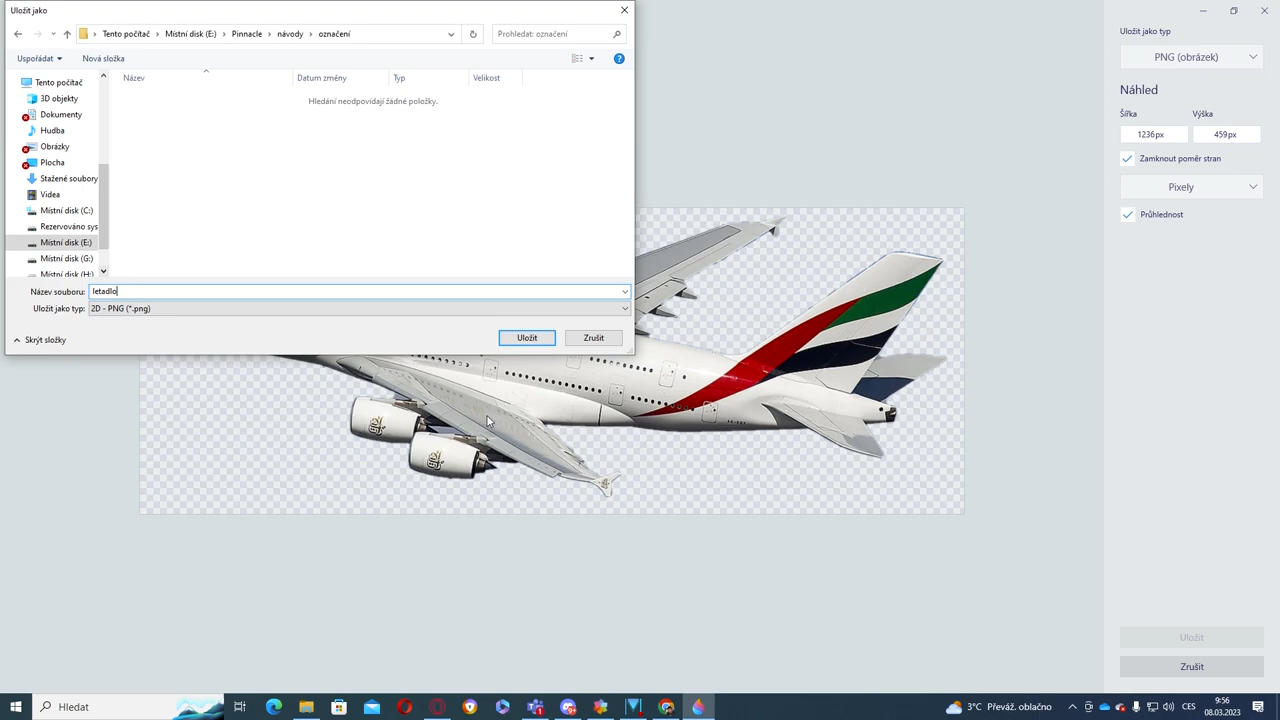 Uložit jako
Tento počítač
Místní disk (E:)
Pinnacle
návody
označení
Prohledat: označení
Uspořádat
Nová složka
Tento počítač
3D objekty
Dokumenty
Hudba
Obrázky
Plocha
Stažené soubory
Videa
Místní disk (C:)
Rezervováno sys
Místní disk (E:)
Místní disk (G:)
Místní disk (H:)
Název
Datum změny
Typ
Velikost
Hledání neodpovídají žádné položky.
Název souboru:
letadlo
Uložit jako typ:
2D - PNG (*.png)
Skrýt složky
Uložit
Zrušit
Uložit jako typ
PNG (obrázek)
Náhled
Šířka
Výška
1236px
459px
Zamknout poměr stran
Pixely
Průhlednost
Uložit
Zrušit
Hledat
3°C Převáž. oblačno
CES
9:56
08.03.2023